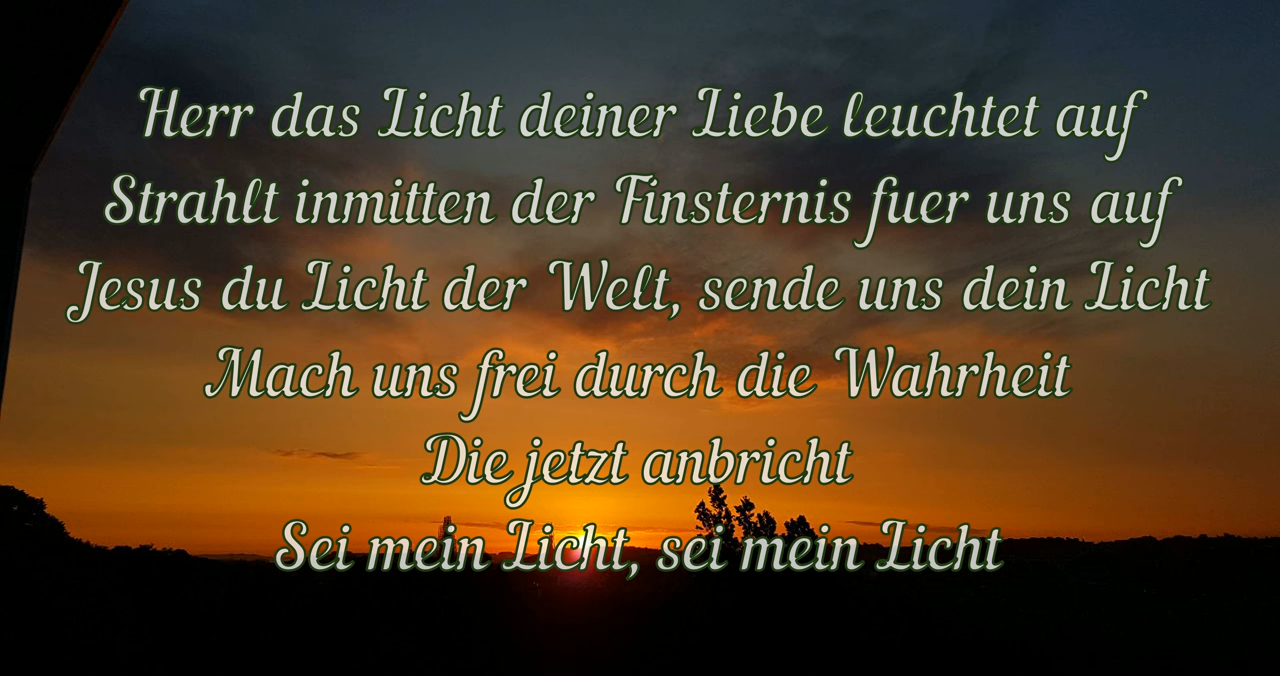 Herr das Licht deiner Liebe leuchtet auf
Strahlt inmitten der Finsternis fuer uns auf
Jesus du Licht der Welt, sende uns dein Licht
Mach uns frei durch die Wahrheit
Die jetzt anbricht
Sei mein Licht, sei mein Licht